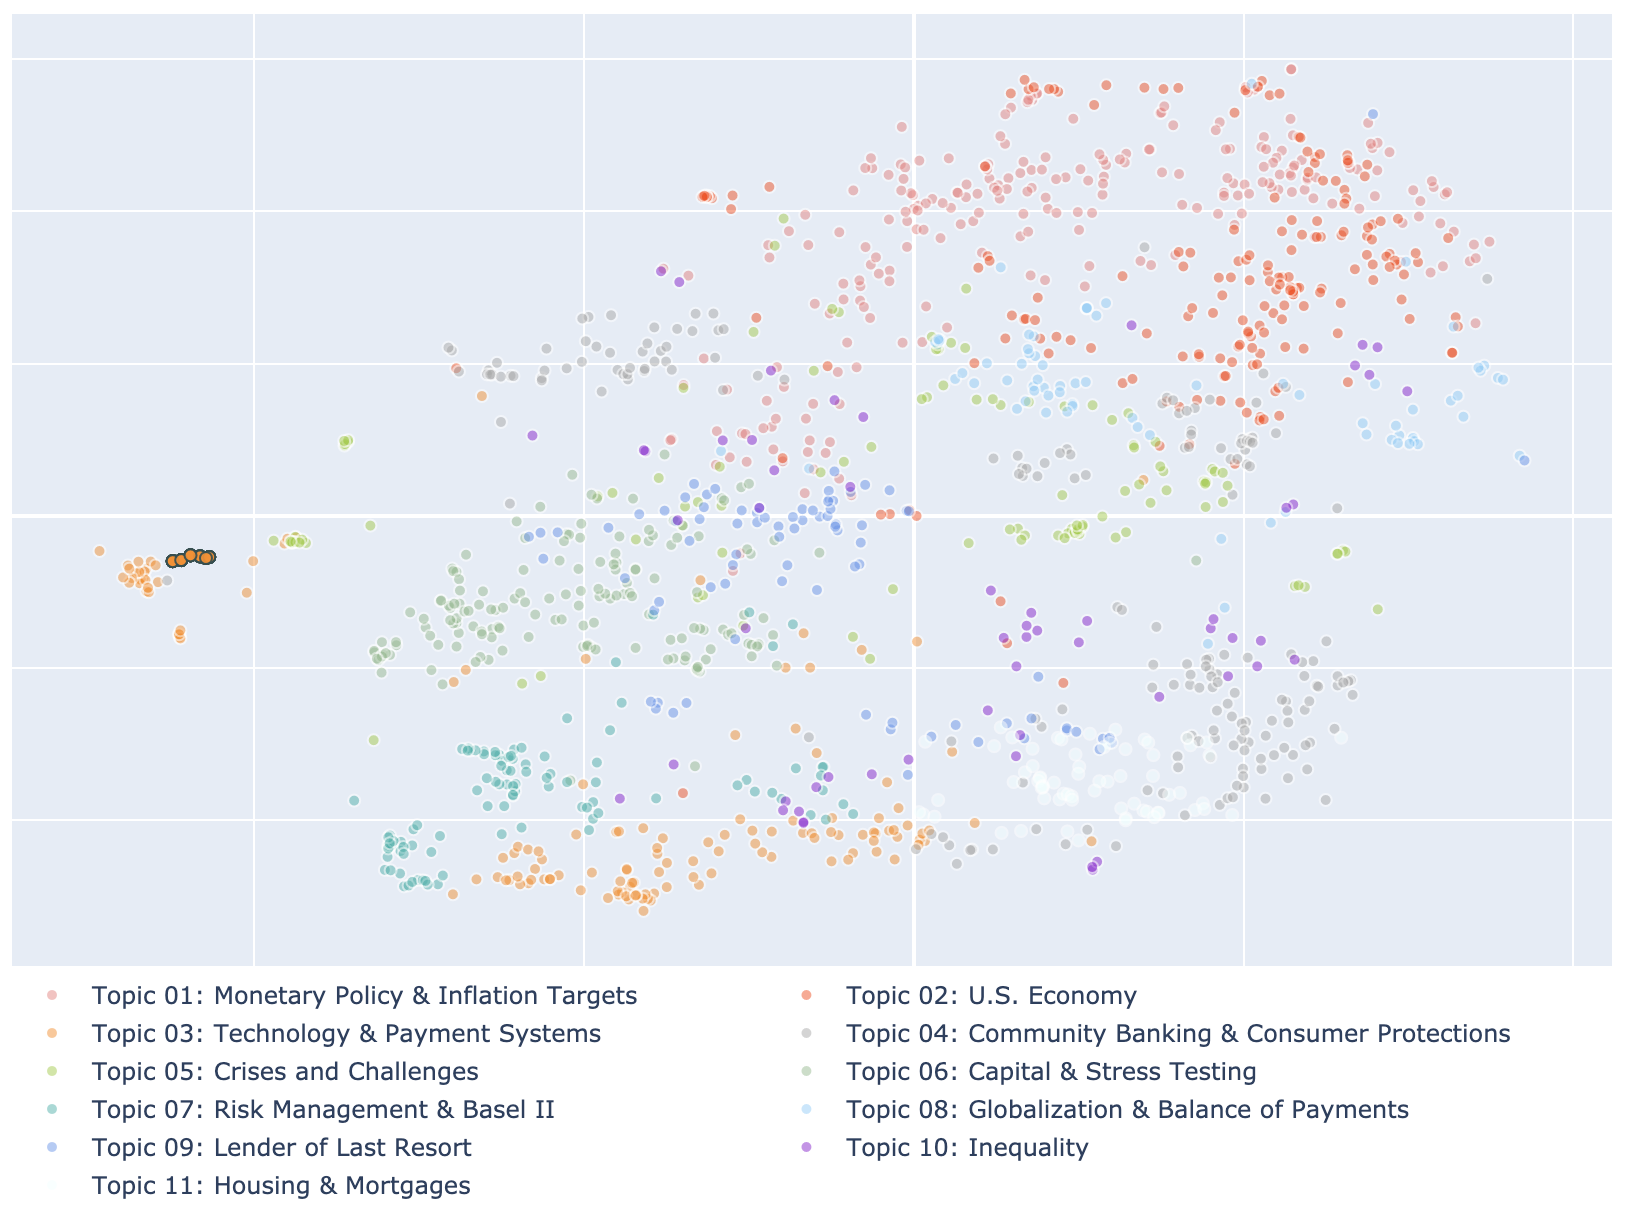 Topic 01: Monetary Policy & Inflation Targets
Topic 02: U.S. Economy
Topic 03: Technology & Payment Systems
Topic 04: Community Banking & Consumer Protections
Topic 05: Crises and Challenges
Topic 06: Capital & Stress Testing
Topic 07: Risk Management & Basel II
Topic 08: Globalization & Balance of Payments
Topic 09: Lender of Last Resort
Topic 10: Inequality
Topic 11: Housing & Mortgages